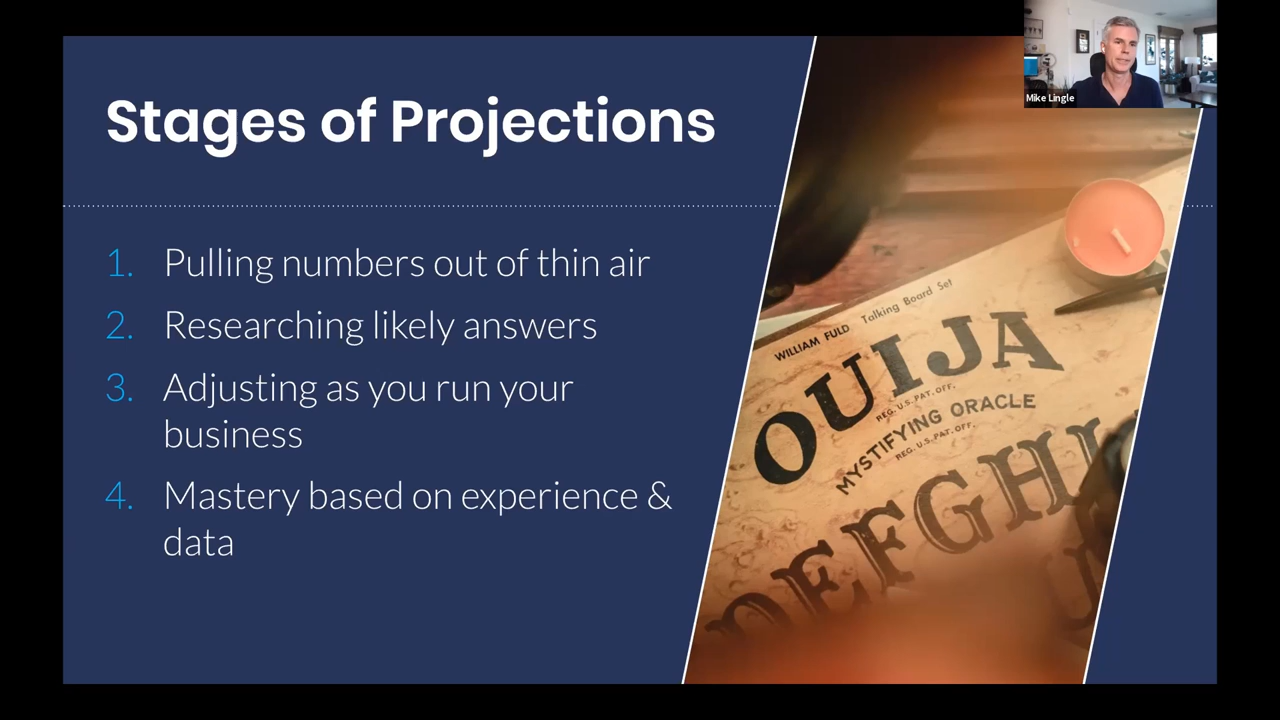 Mike Lingle
Stages of Projections
1. Pulling numbers out of thin air
2. Researching likely answers
3. Adjusting as you run your
business
4. Mastery based on experience &
data
WILLIAM FULD Talking Board Set
OUIJA
REG. U.S. PAT. OFF.
MYSTIFYING ORACLE
REG. U.S. PAT. OFF.
DEFGHI